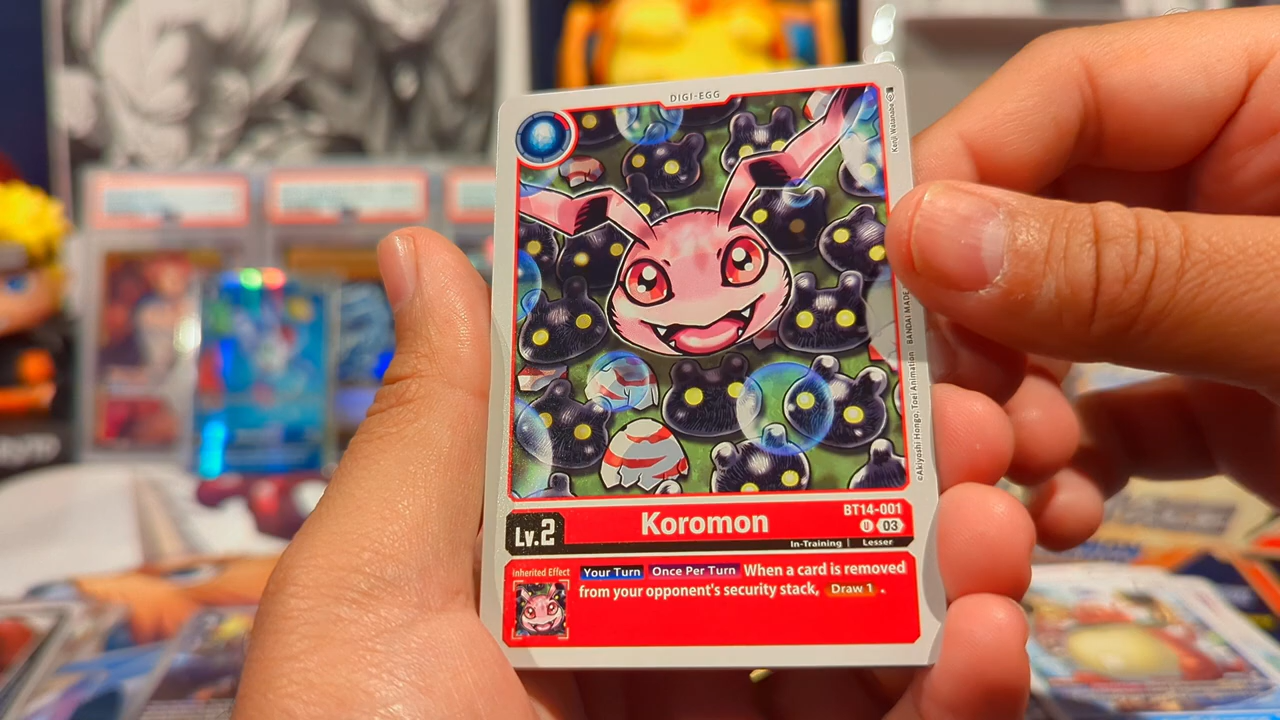 DIGI-EGG
Kenji Watanabe
©Akiyoshi Hongo, Toei Animation BANDAI MADE
BT14-001
Lv.2 Koromon U 03
In-Training | Lesser
Inherited Effect Your Turn Once Per Turn When a card is removed
from your opponent's security stack, Draw 1 .